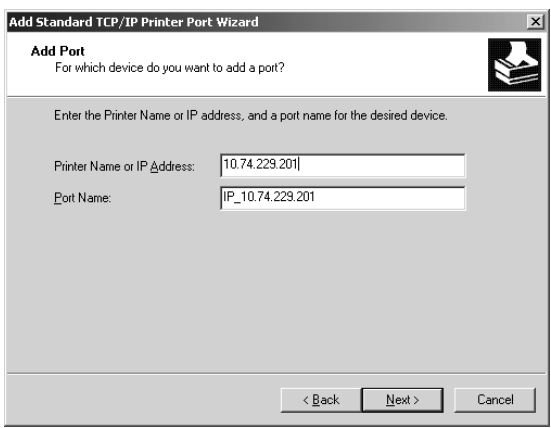 Add Standard TCP/IP Printer Port Wizard
Add Port
For which device do you want to add a port?
Enter the Printer Name or IP address, and a port name for the desired device.
Printer Name or IP Address: 10.74.229.201
Port Name: IP_10.74.229.201
< Back Next > Cancel